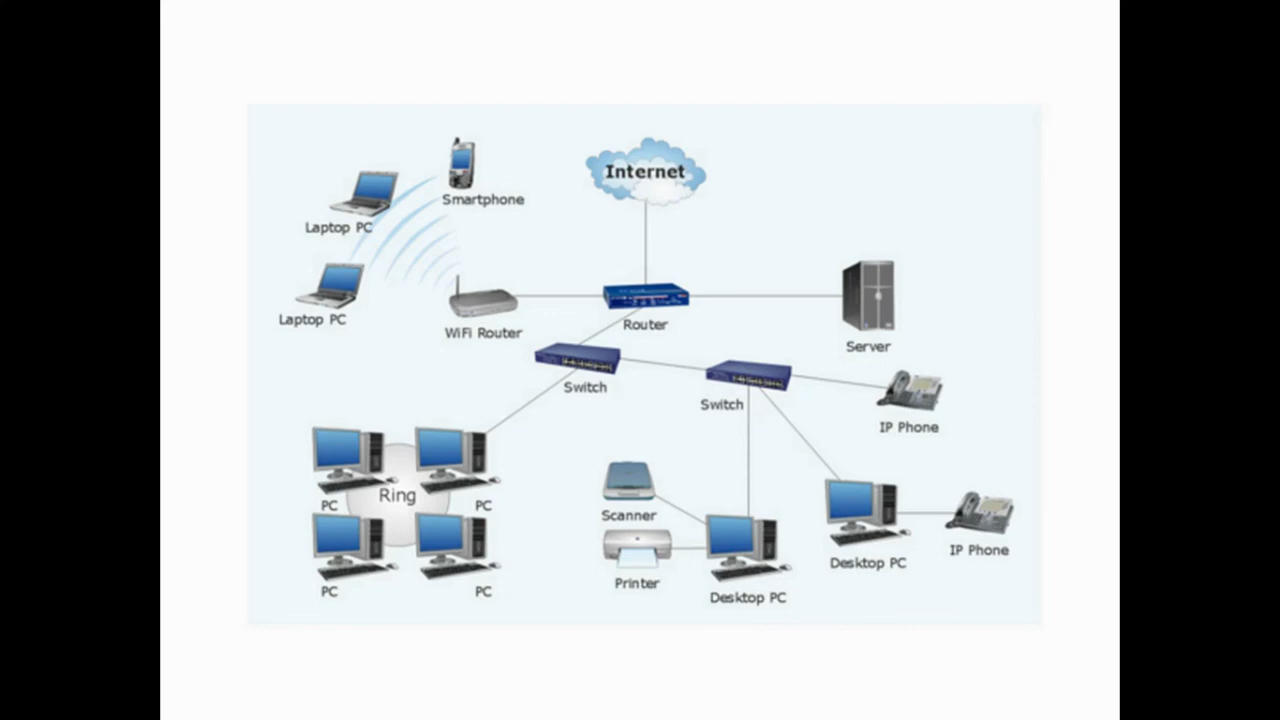 Internet
Smartphone
Laptop PC
Laptop PC
WiFi Router
Router
Server
Switch
Switch
IP Phone
Ring
PC
PC
Scanner
IP Phone
Desktop PC
Printer
PC
PC
Desktop PC